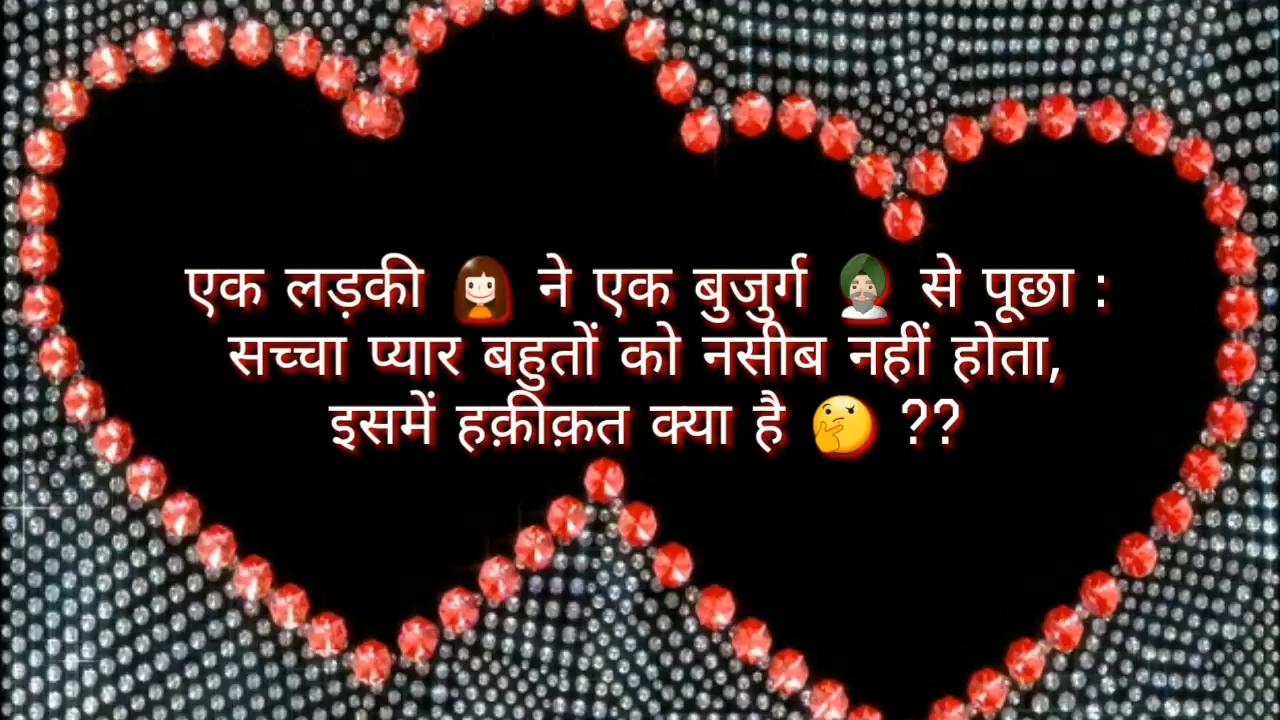 एक लड़की 👩 ने एक बुजुर्ग 👳 से पूछा :
सच्चा प्यार बहुतों को नसीब नहीं होता,
इसमें हक़ीक़त क्या है 🤔 ??